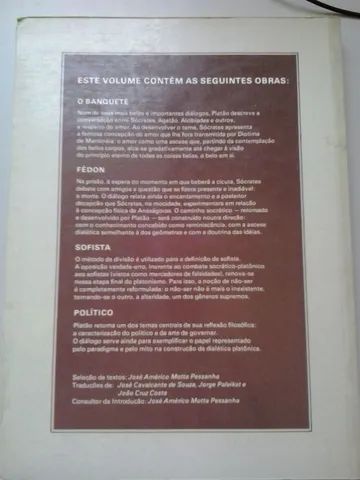 ESTE VOLUME CONTÉM AS SEGUINTES OBRAS:
O BANQUETE
Num de seus mais belos e importantes diálogos, Platão descreve a
conversação entre Sócrates, Agatão, Alcibíades e outros,
a respeito do amor. Ao desenvolver o tema, Sócrates apresenta
a famosa concepção do amor que lhe fora transmitida por Diotima
de Mantinéia: o amor como uma ascese que, partindo da contemplação
dos belos corpos, eleva-se gradativamente até chegar à visão
do princípio eterno de todas as coisas belas, o belo em si.
FÉDON
Na prisão, à espera do momento em que beberá a cicuta, Sócrates
debate com amigos a questão que se fizera presente e inadiável:
a morte. O diálogo relata ainda o encantamento e a posterior
decepção que Sócrates, na mocidade, experimentara em relação
à concepção física de Anaxágoras. O caminho socrático — retomado
e desenvolvido por Platão — será construído noutra direção:
com o conhecimento concebido como reminiscência, com a ascese
dialética semelhante à dos geômetras e com a doutrina das idéias.
SOFISTA
O método de divisão é utilizado para a definição de sofista.
A oposição verdade-erro, inerente ao combate socrático-platônico
aos sofistas (vistos como mercadores de falsidades), renova-se
nessa etapa final do platonismo. Para isso, a noção de não-ser
é completamente reformulada: o não-ser não é mais o inexistente,
tornando-se o outro, a alteridade, um dos gêneros supremos.
POLÍTICO
Platão retoma um dos temas centrais de sua reflexão filosófica:
a caracterização do político e da arte de governar.
O diálogo serve ainda para exemplificar o papel representado
pelo paradigma e pelo mito na construção da dialética platônica.
Seleção de textos: José Américo Motta Pessanha
Traduções de: José Cavalcante de Souza, Jorge Paleikat e
João Cruz Costa
Consultor da Introdução: José Américo Motta Pessanha